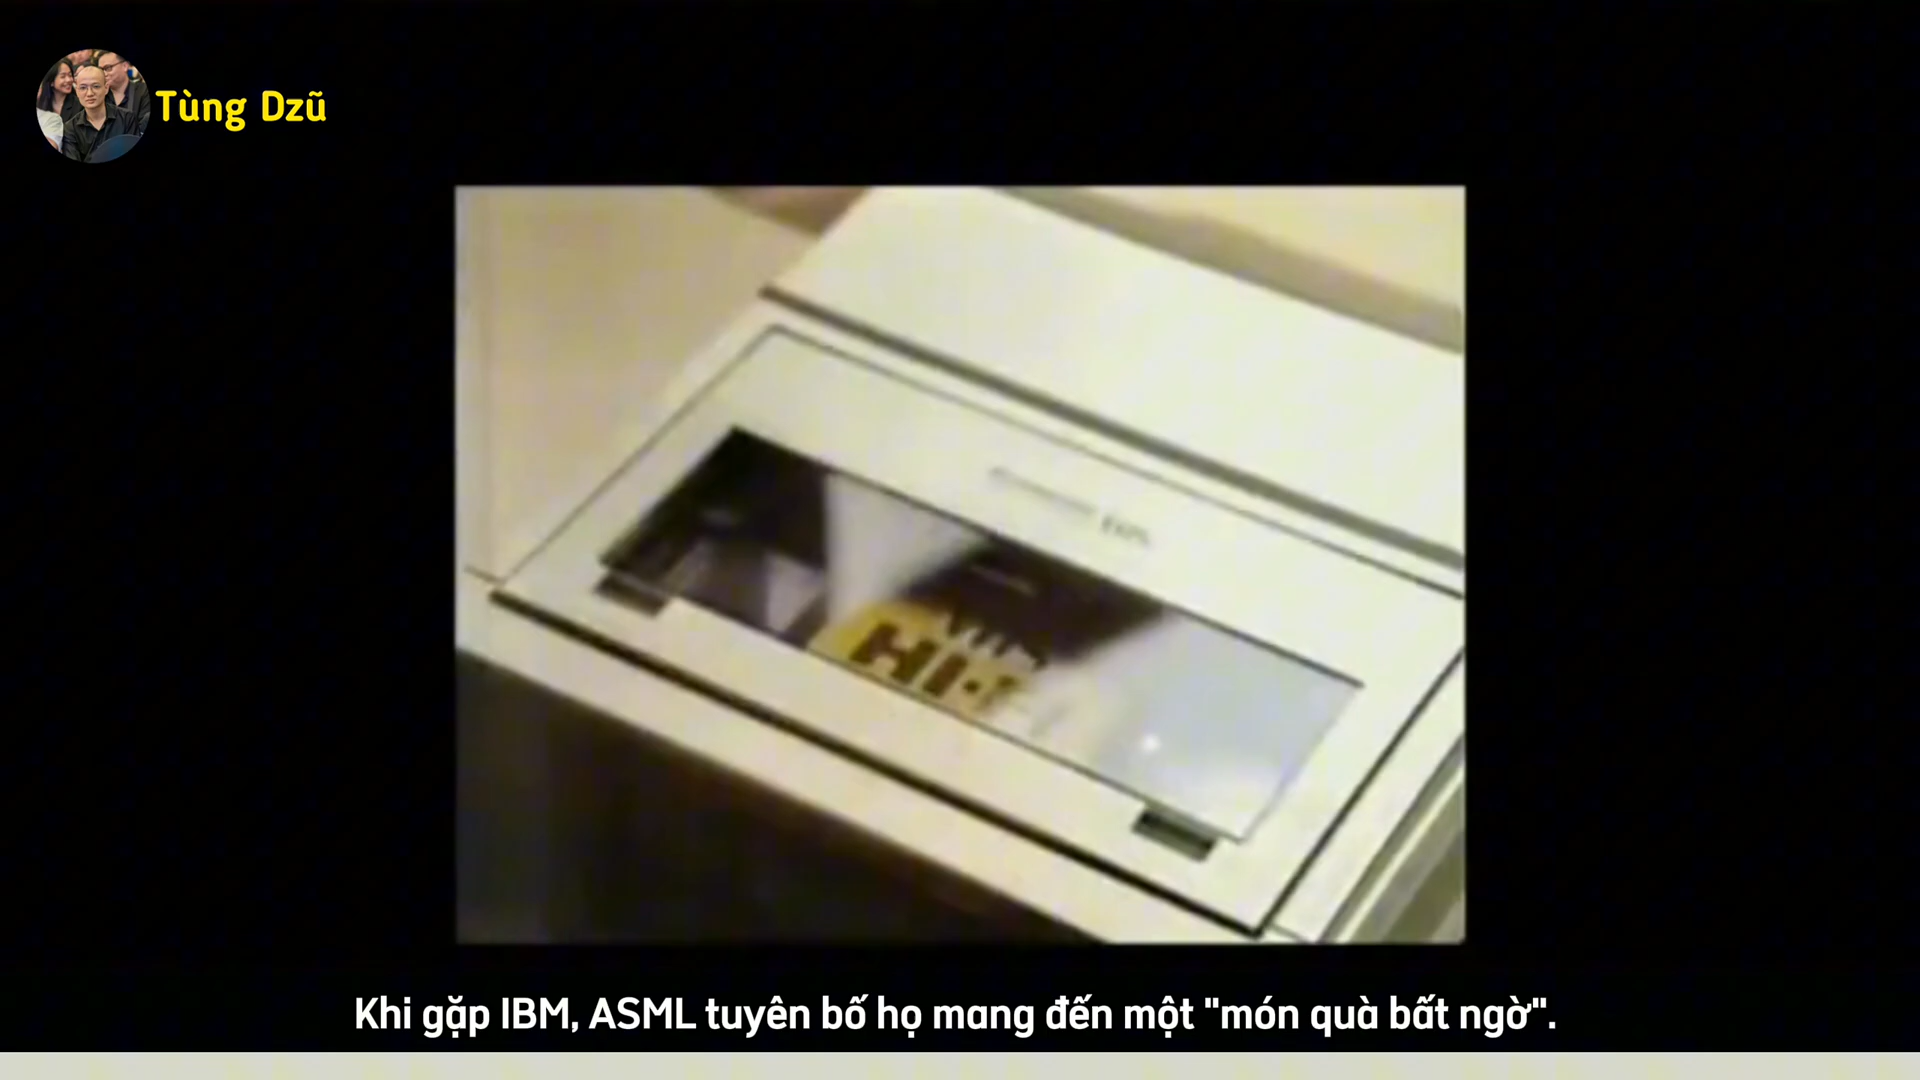 Tùng Dzũ
Khi gặp IBM, ASML tuyên bố họ mang đến một "món quà bất ngờ".